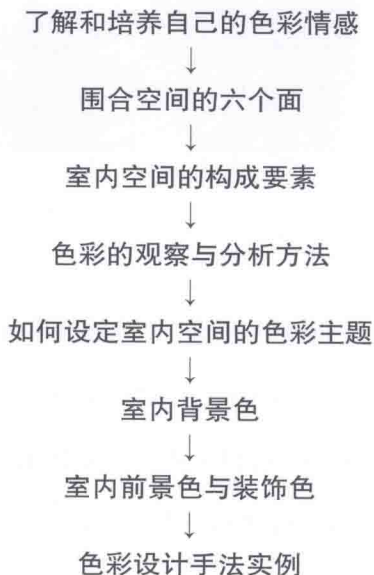 了解和培养自己的色彩情感
↓
围合空间的六个面
↓
室内空间的构成要素
↓
色彩的观察与分析方法
↓
如何设定室内空间的色彩主题
↓
室内背景色
↓
室内前景色与装饰色
↓
色彩设计手法实例